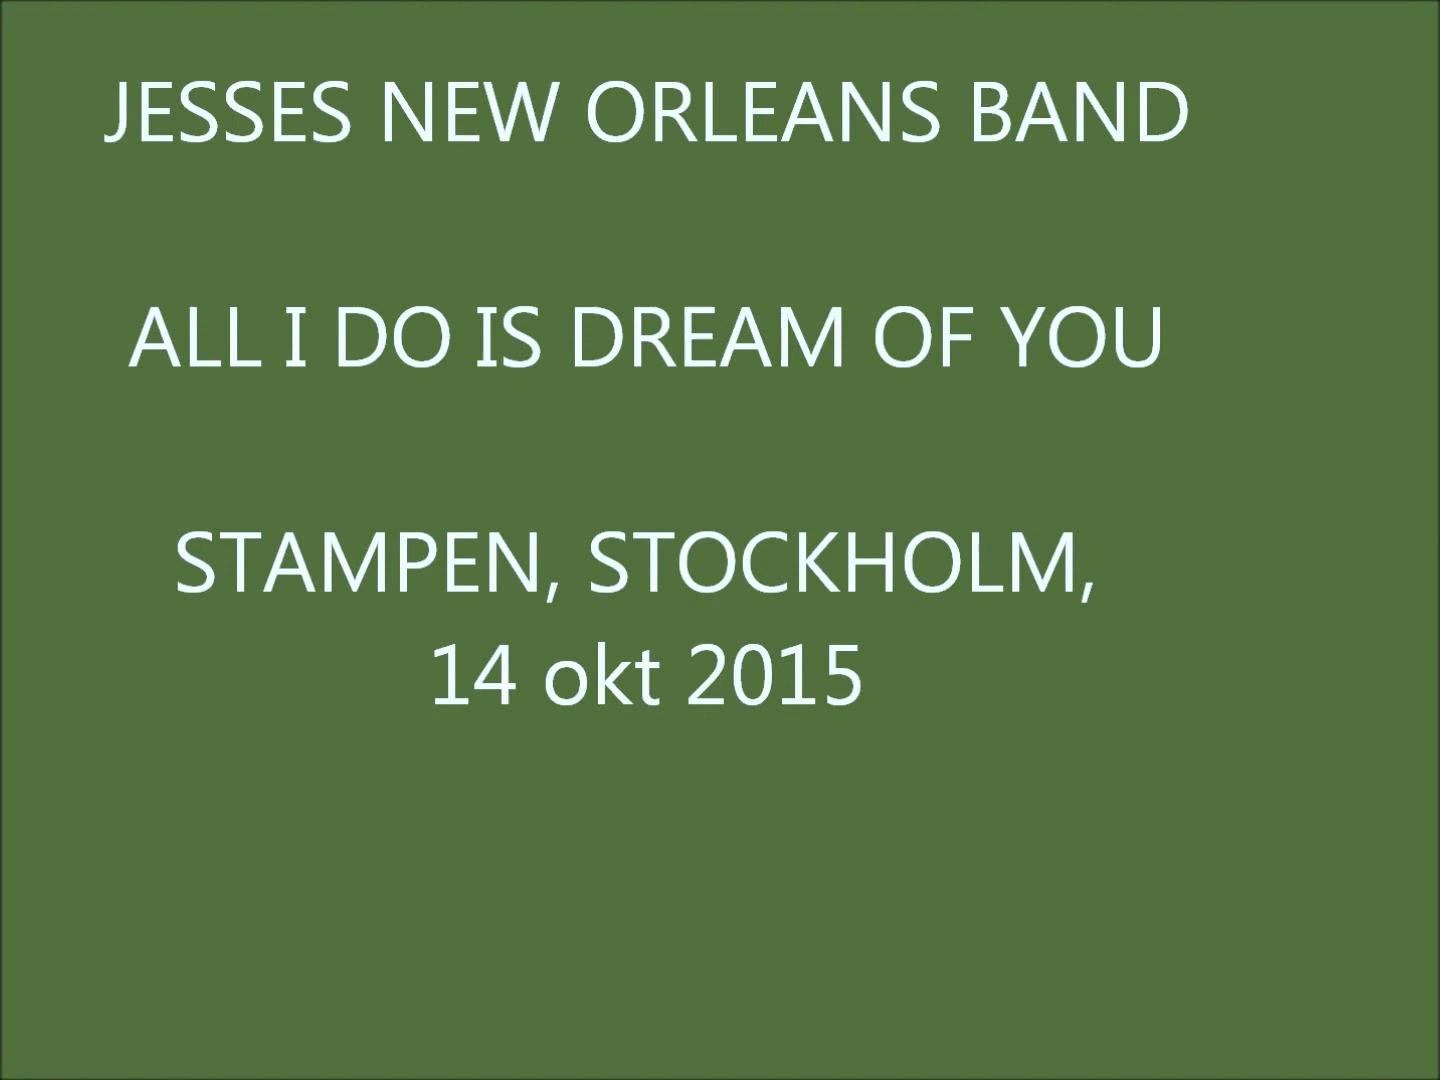 JESSES NEW ORLEANS BAND
ALL I DO IS DREAM OF YOU
STAMPEN, STOCKHOLM,
14 okt 2015